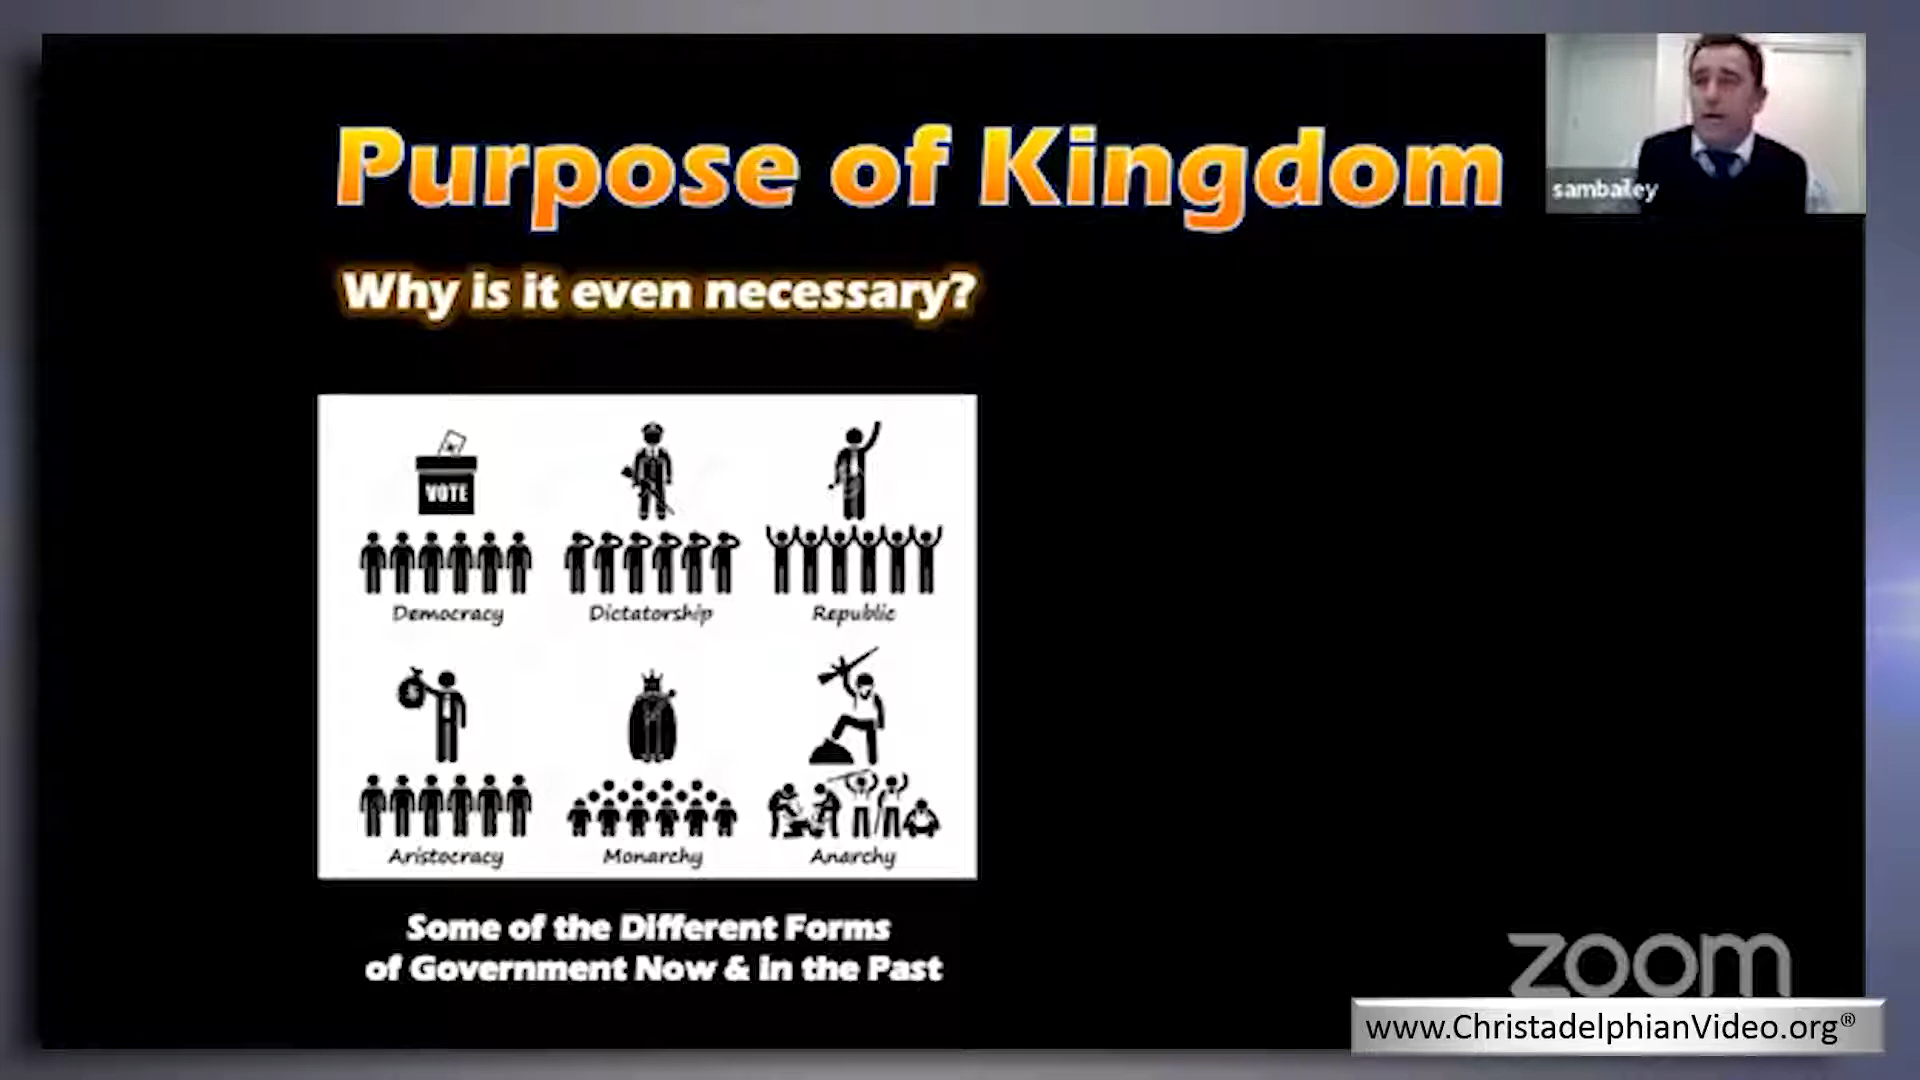 Purpose of Kingdom
sambailey
Why is it even necessary?
VOTE
Democracy
Dictatorship
Republic
$
Aristocracy
Monarchy
Anarchy
Some of the Different Forms
of Government Now & in the Past
zoom
www.ChristadelphianVideo.org®